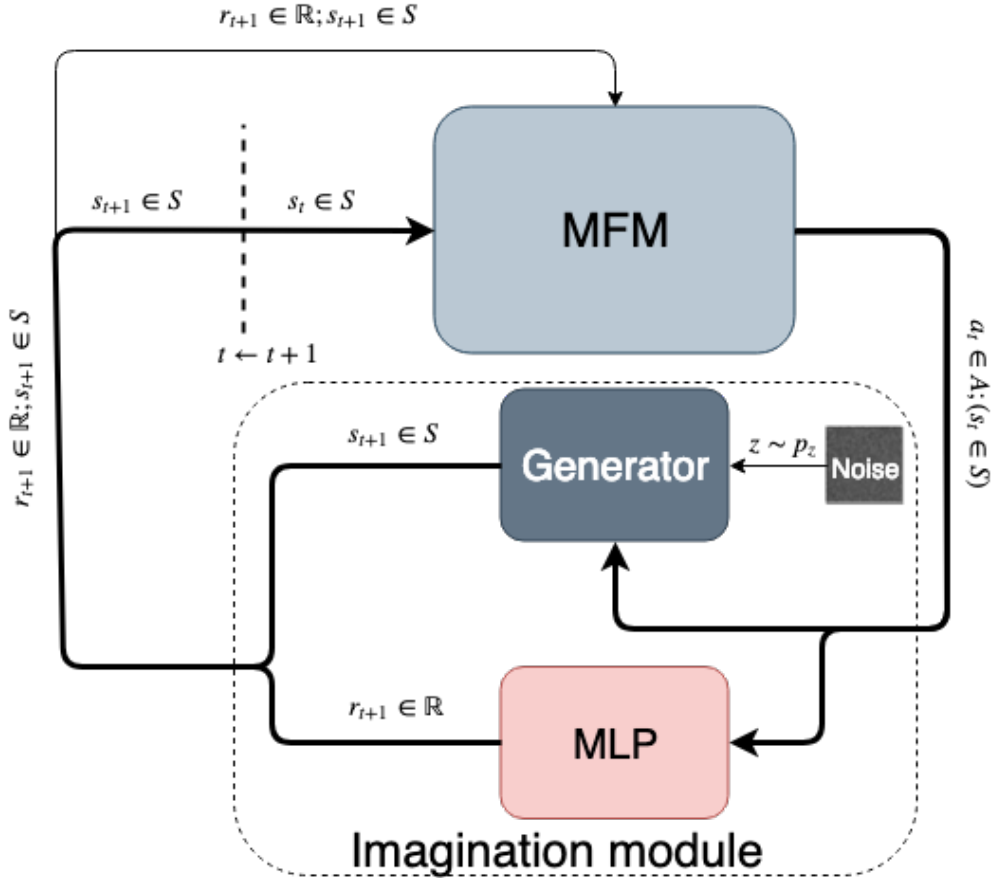 r_{t+1} ∈ ℝ; s_{t+1} ∈ S
s_{t+1} ∈ S
s_t ∈ S
MFM
t ← t + 1
r_{t+1} ∈ ℝ; s_{t+1} ∈ S
a_t ∈ A; (s_t ∈ S)
s_{t+1} ∈ S
Generator
z ∼ p_z
Noise
r_{t+1} ∈ ℝ
MLP
Imagination module